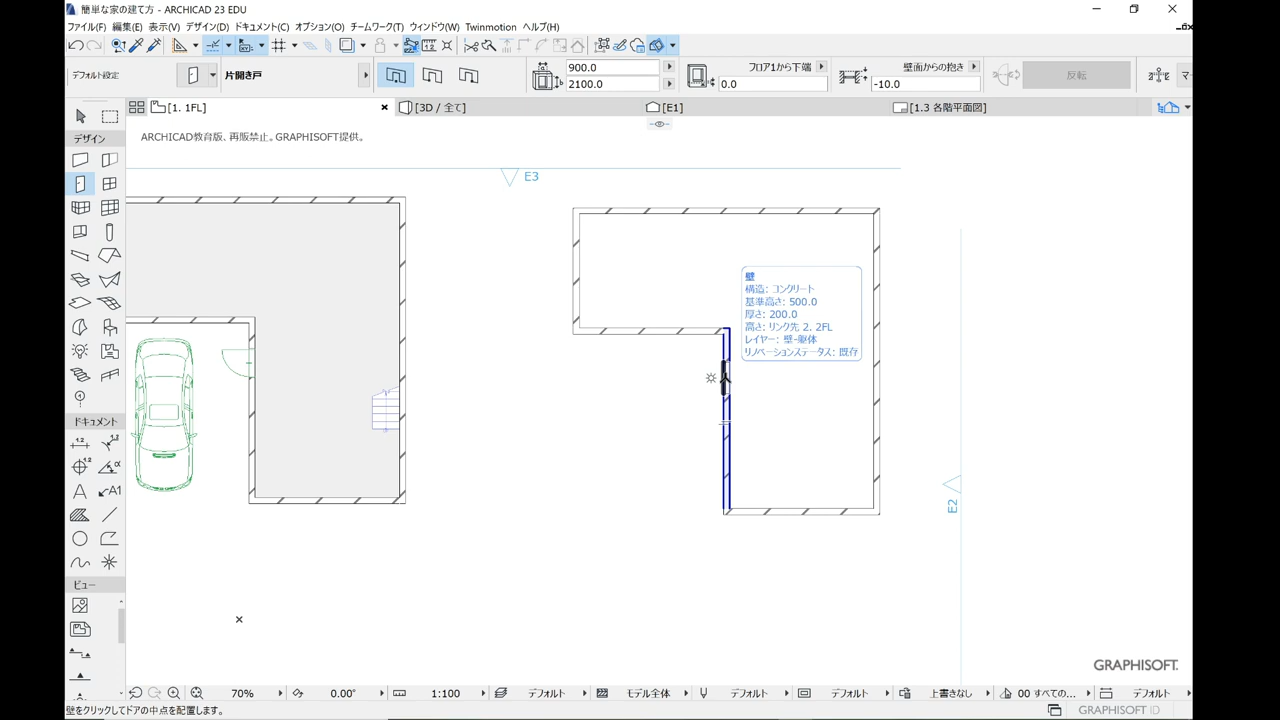 簡単な家の建て方 - ARCHICAD 23 EDU
ファイル(F) 編集(E) 表示(V) デザイン(D) ドキュメント(C) オプション(O) チームワーク(T) ウィンドウ(W) Twinmotion ヘルプ(H)
デフォルト設定
片開き戸
900.0
2100.0
フロア1から下端
0.0
壁面からの抱き
-10.0
反転
マ
[1. 1FL]
[3D / 全て]
[E1]
[1.3 各階平面図]
デザイン
ARCHICAD教育版、再販禁止。GRAPHISOFT提供。
E3
壁
構造: コンクリート
基準高さ: 500.0
厚さ: 200.0
高さ: リンク先 2. 2FL
レイヤー: 壁-躯体
リノベーションステータス: 既存
ドキュメント
1.2
A
A1
E2
ビュー
GRAPHISOFT.
70%
0.00°
1:100
デフォルト
モデル全体
デフォルト
デフォルト
上書きなし
00 すべての...
デフォルト
壁をクリックしてドアの中点を配置します。
GRAPHISOFT ID